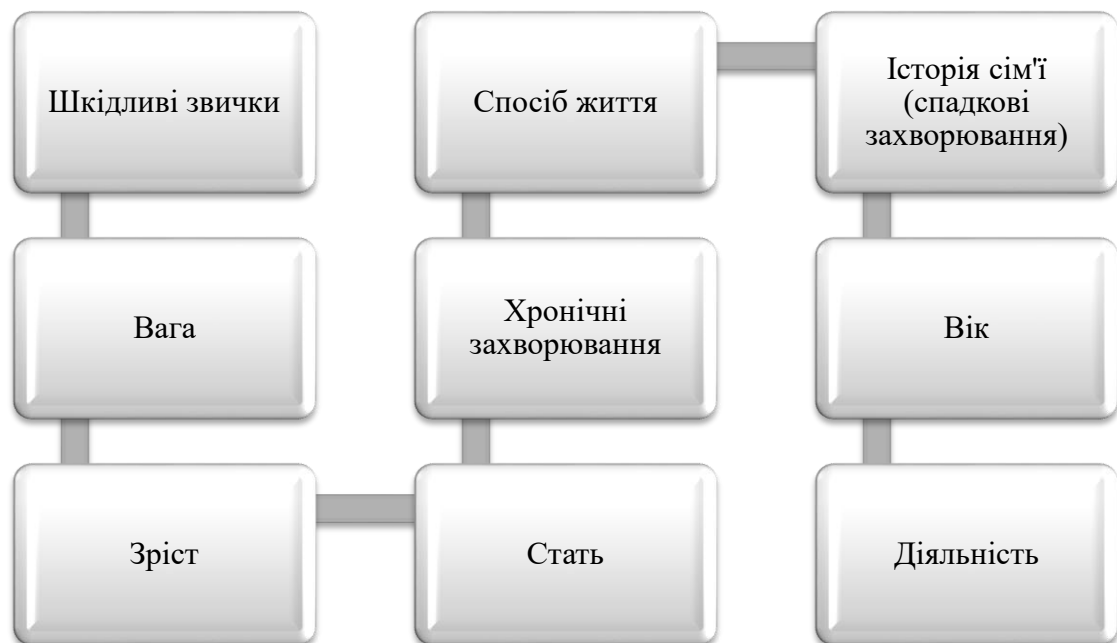 Шкідливі звички
Вага
Зріст
Стать
Хронічні
захворювання
Спосіб життя
Історія сім'ї
(спадкові
захворювання)
Вік
Діяльність